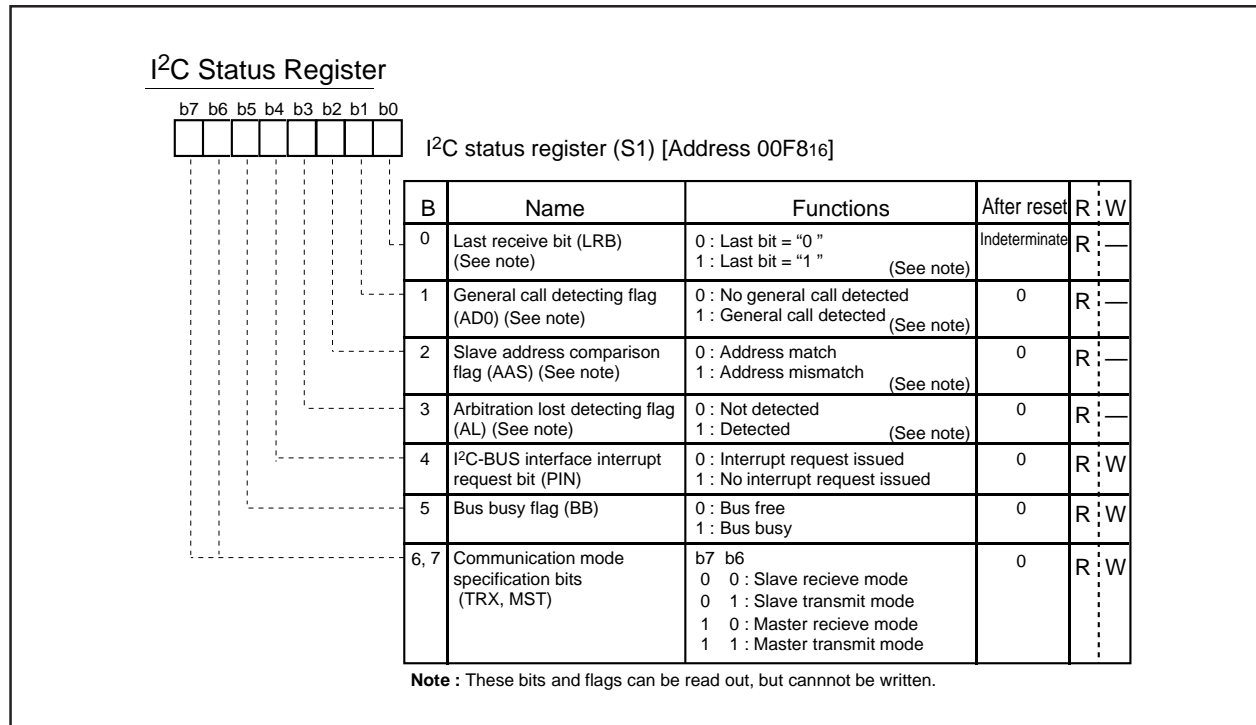 I²C Status Register
b7 b6 b5 b4 b3 b2 b1 b0
I²C status register (S1) [Address 00F8₁₆]
B Name Functions After reset R W
0 Last receive bit (LRB) (See note) 0 : Last bit = “0 ” 1 : Last bit = “1 ” (See note) Indeterminate R —
1 General call detecting flag (AD0) (See note) 0 : No general call detected 1 : General call detected (See note) 0 R —
2 Slave address comparison flag (AAS) (See note) 0 : Address match 1 : Address mismatch (See note) 0 R —
3 Arbitration lost detecting flag (AL) (See note) 0 : Not detected 1 : Detected (See note) 0 R —
4 I²C-BUS interface interrupt request bit (PIN) 0 : Interrupt request issued 1 : No interrupt request issued 0 R W
5 Bus busy flag (BB) 0 : Bus free 1 : Bus busy 0 R W
6, 7 Communication mode specification bits (TRX, MST) b7 b6 0 R W
0 0 : Slave recieve mode
0 1 : Slave transmit mode
1 0 : Master recieve mode
1 1 : Master transmit mode
Note : These bits and flags can be read out, but cannnot be written.